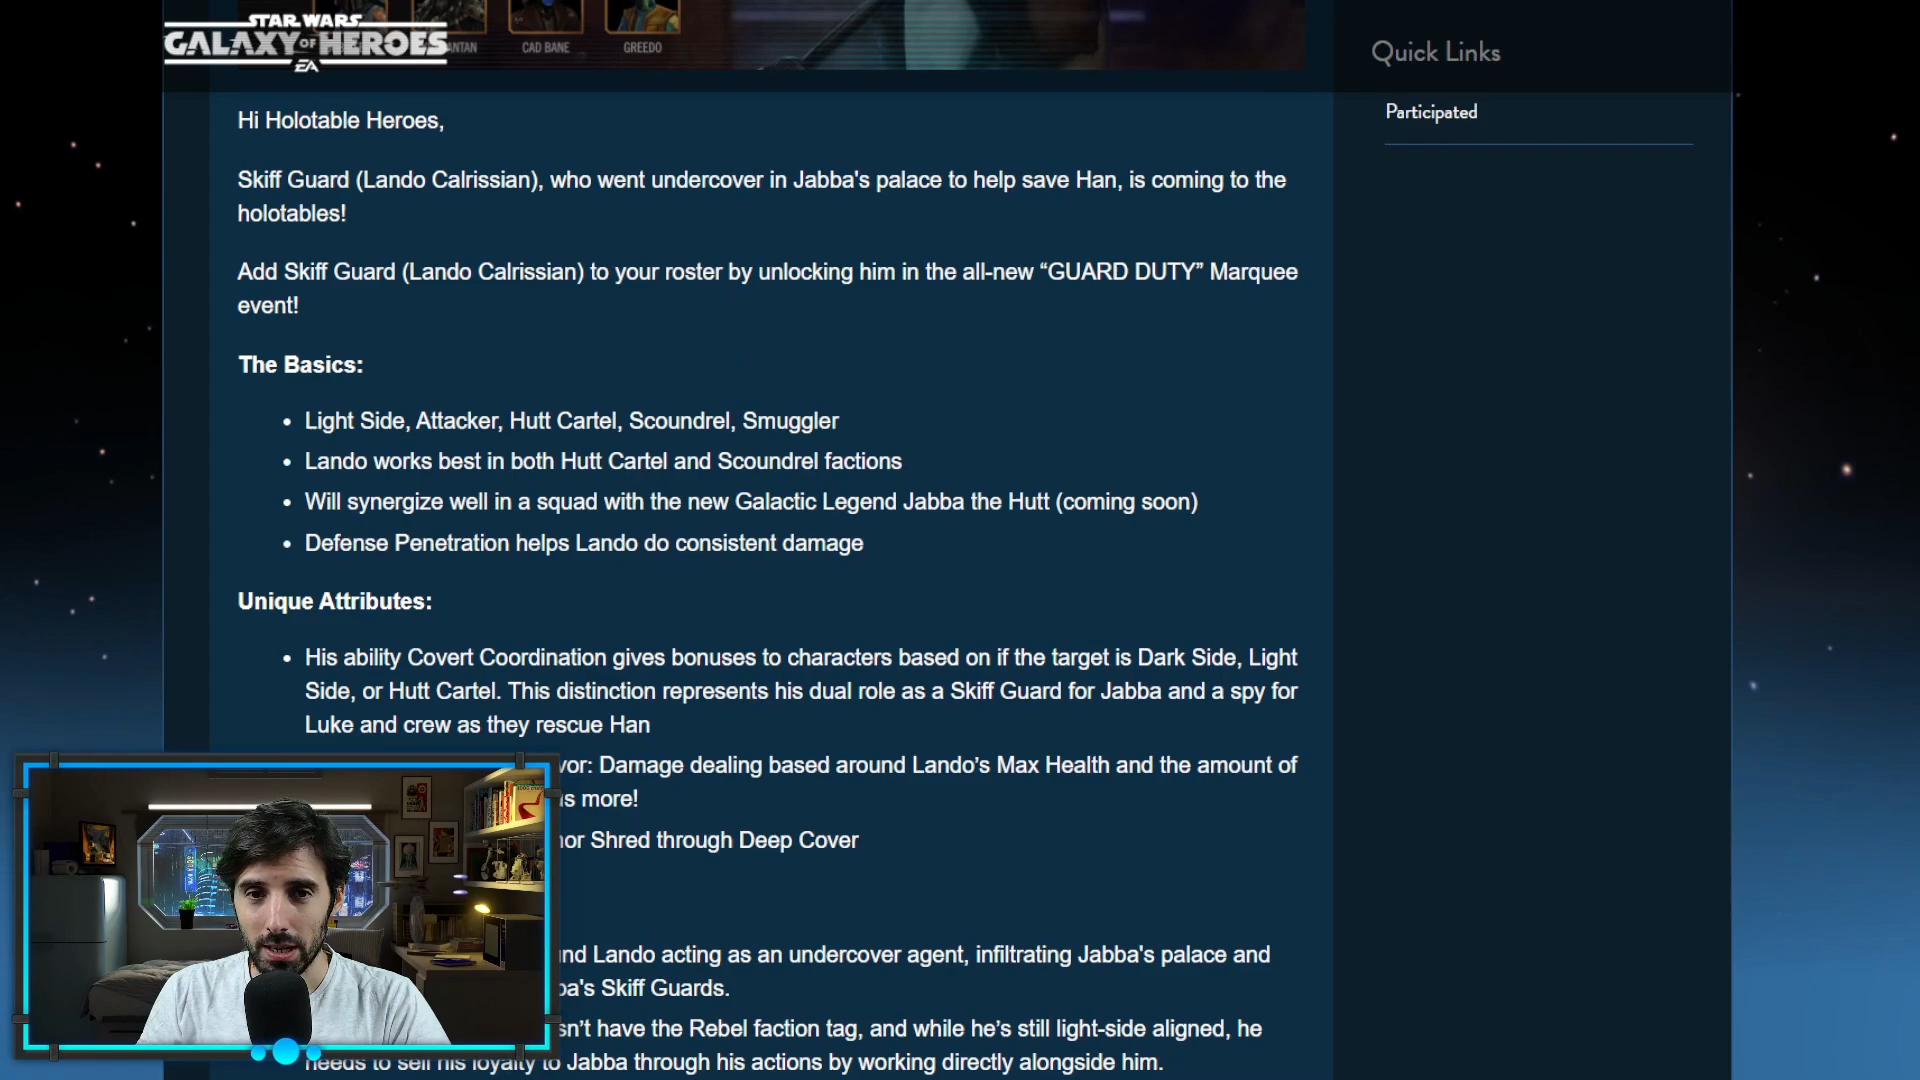 STAR WARS
GALAXY OF HEROES
EA
CAD BANE
GREEDO
Quick Links
Participated
Hi Holotable Heroes,
Skiff Guard (Lando Calrissian), who went undercover in Jabba's palace to help save Han, is coming to the
holotables!
Add Skiff Guard (Lando Calrissian) to your roster by unlocking him in the all-new “GUARD DUTY” Marquee
event!
The Basics:
• Light Side, Attacker, Hutt Cartel, Scoundrel, Smuggler
• Lando works best in both Hutt Cartel and Scoundrel factions
• Will synergize well in a squad with the new Galactic Legend Jabba the Hutt (coming soon)
• Defense Penetration helps Lando do consistent damage
Unique Attributes:
• His ability Covert Coordination gives bonuses to characters based on if the target is Dark Side, Light
Side, or Hutt Cartel. This distinction represents his dual role as a Skiff Guard for Jabba and a spy for
Luke and crew as they rescue Han
vor: Damage dealing based around Lando’s Max Health and the amount of
is more!
nor Shred through Deep Cover
nd Lando acting as an undercover agent, infiltrating Jabba's palace and
ba's Skiff Guards.
sn’t have the Rebel faction tag, and while he’s still light-side aligned, he
needs to sell his loyalty to Jabba through his actions by working directly alongside him.